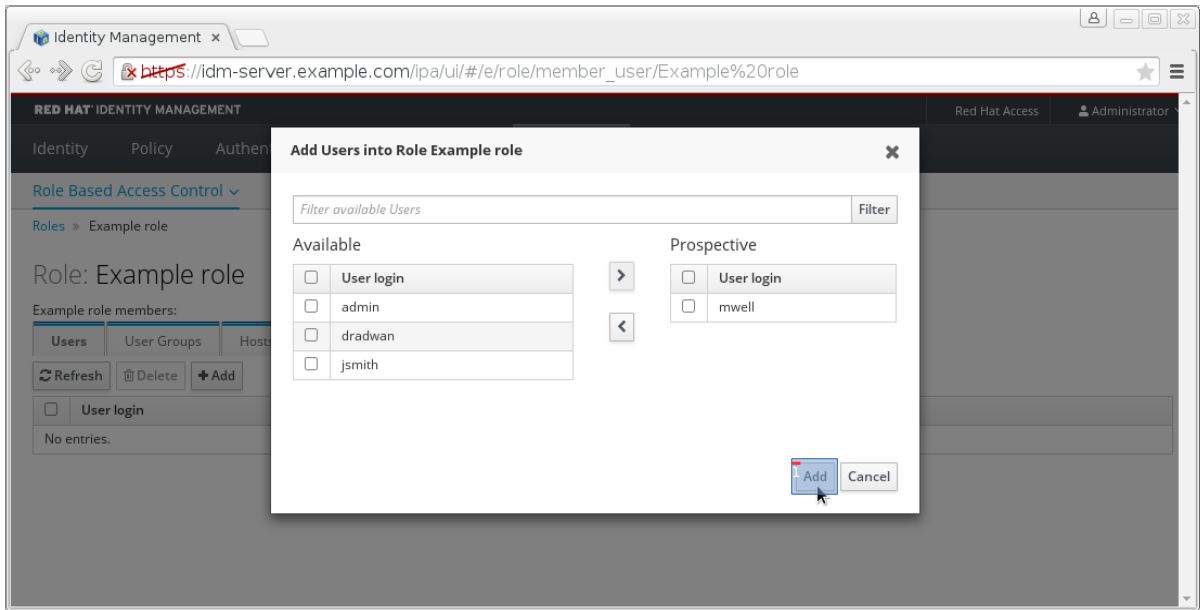 Identity Management
https://idm-server.example.com/ipa/ui/#/e/role/member_user/Example%20role
RED HAT IDENTITY MANAGEMENT Red Hat Access Administrator
Identity Policy Authen
Add Users into Role Example role
Role Based Access Control
Filter available Users Filter
Roles » Example role
Available Prospective
Role: Example role
User login User login
admin mwell
Example role members:
dradwan
Users User Groups Hosts
jsmith
Refresh Delete Add
User login
No entries.
1 Add Cancel